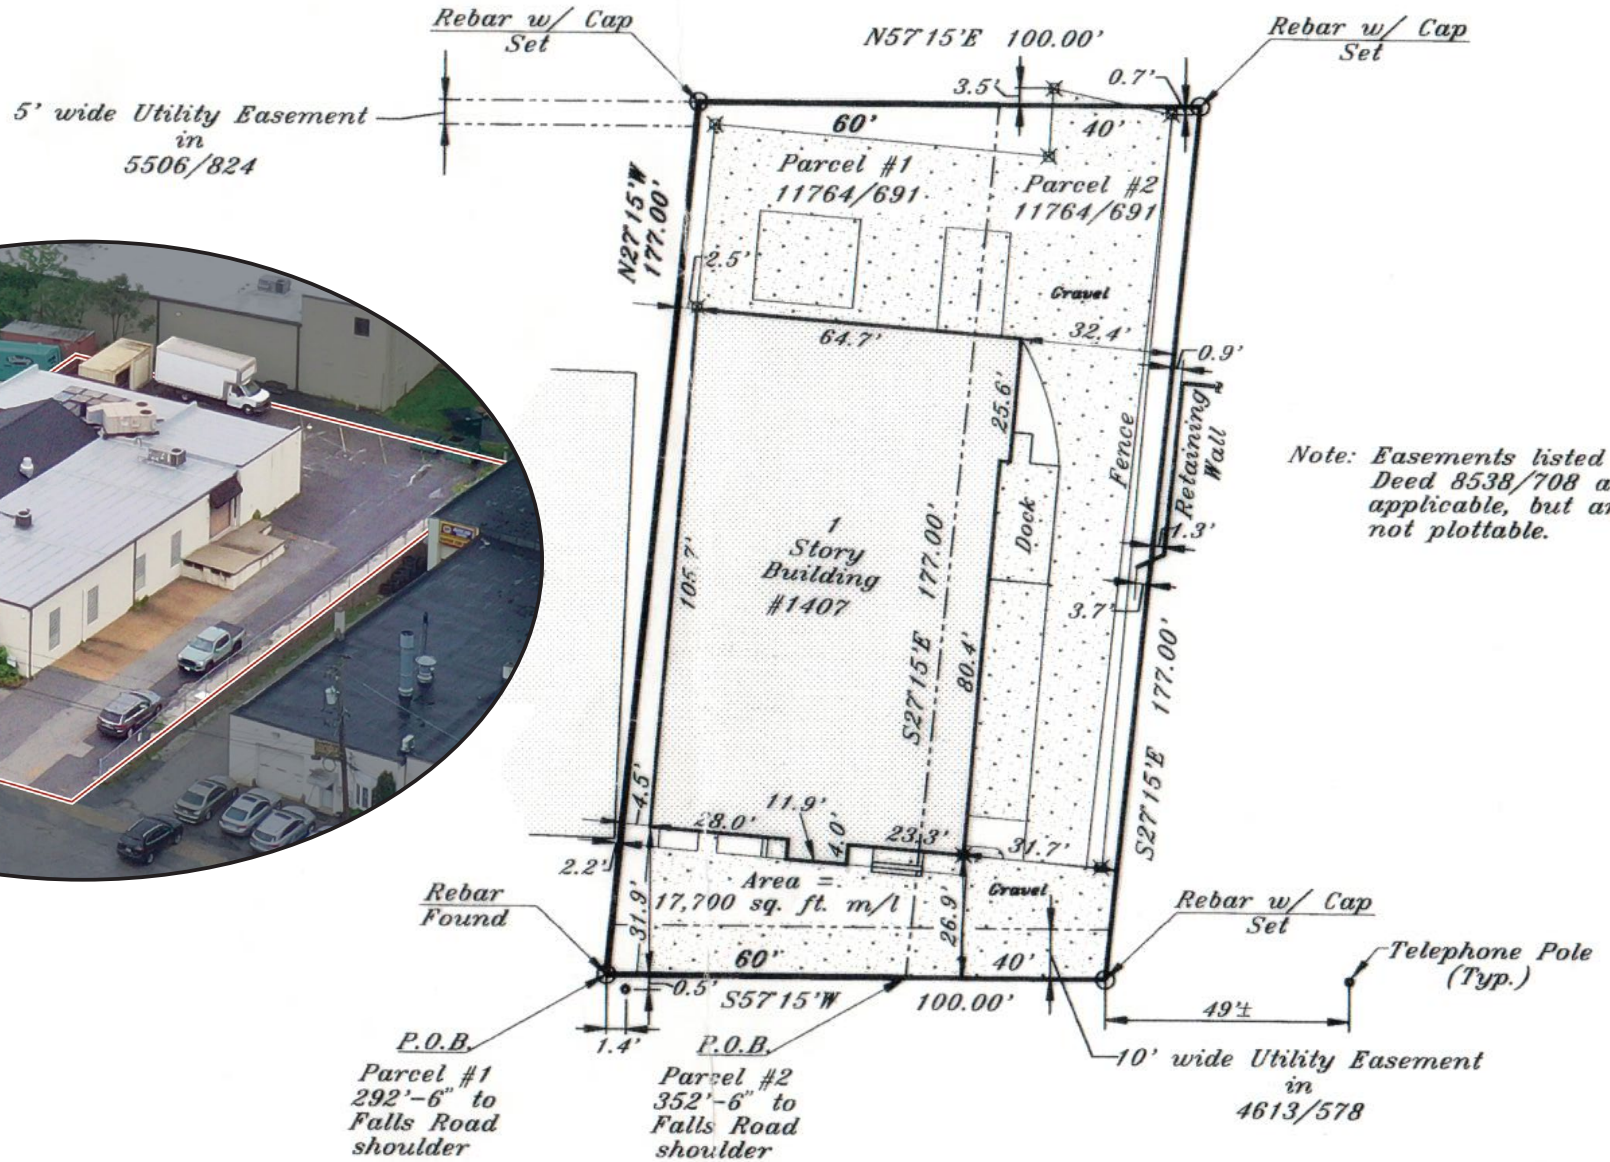 Rebar w/ Cap
Set
N57°15'E 100.00'
Rebar w/ Cap
Set
5' wide Utility Easement
in
5506/824
3.5'
0.7'
60'
40'
Parcel #1
11764/691
Parcel #2
11764/691
N27°15'W
177.00'
2.5'
Gravel
64.7'
32.4'
0.9'
25.6'
Retaining
Wall
Fence
Note: Easements listed
Deed 8538/708 a
applicable, but ar
not plottable.
1
Story
Building
#1407
Dock
105.7'
S27°15'E 177.00'
80.4'
3.7'
S27°15'E 177.00'
4.5'
28.0'
11.9'
4.0'
23.3'
31.7'
2.2'
Area =
17,700 sq. ft. m/l
Gravel
31.9'
26.9'
Rebar
Found
Rebar w/ Cap
Set
60'
40'
Telephone Pole
(Typ.)
0.5'
S57°15'W 100.00'
49'±
1.4'
P.O.B.
Parcel #1
292'-6" to
Falls Road
shoulder
P.O.B.
Parcel #2
352'-6" to
Falls Road
shoulder
10' wide Utility Easement
in
4613/578